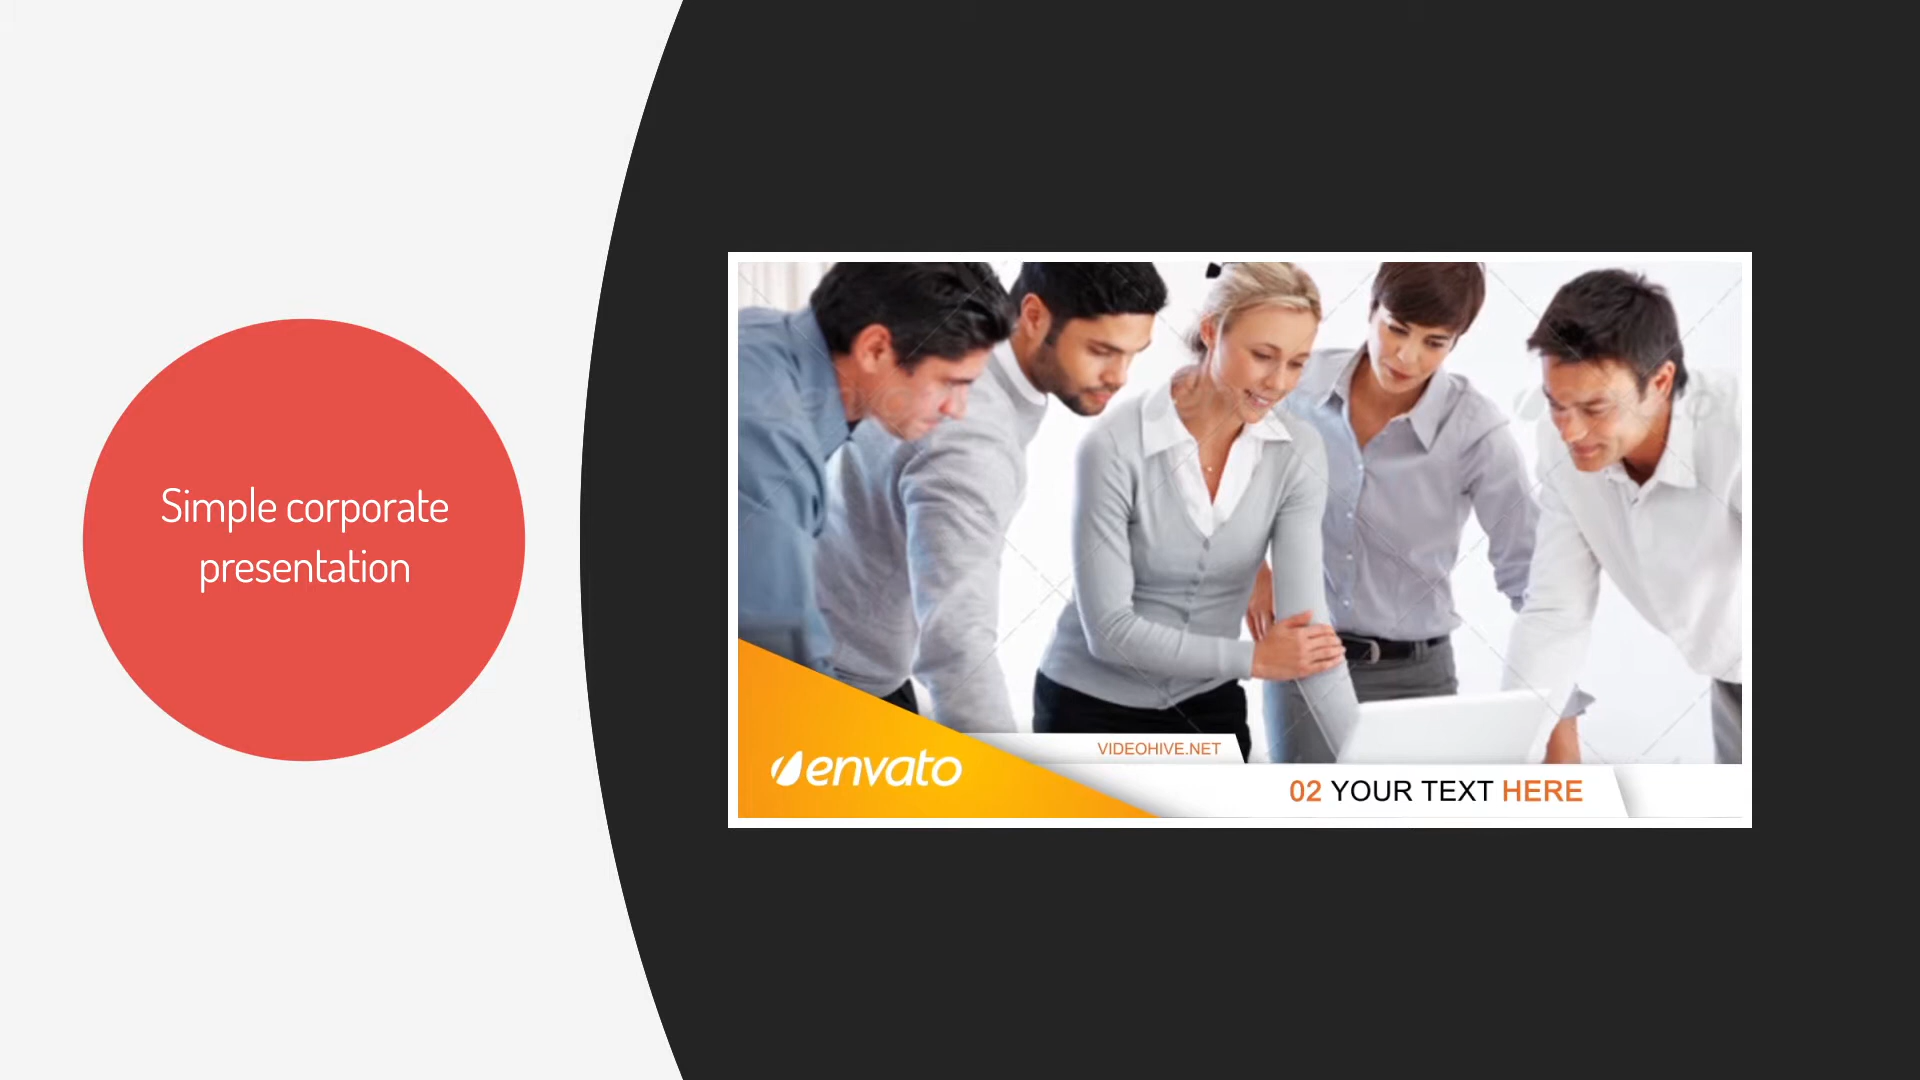 Simple corporate
presentation
envato
VIDEOHIVE.NET
02 YOUR TEXT HERE